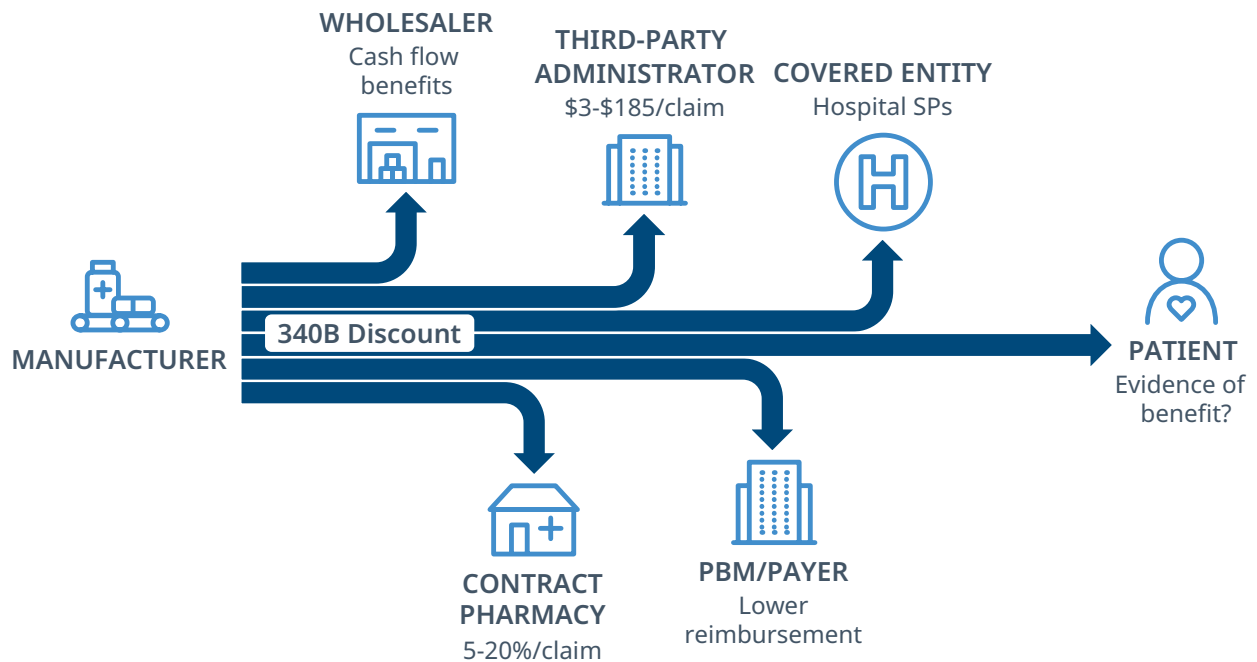 WHOLESALER
Cash flow
benefits
THIRD-PARTY
ADMINISTRATOR
$3-$185/claim
COVERED ENTITY
Hospital SPs
MANUFACTURER
340B Discount
PATIENT
Evidence of
benefit?
CONTRACT
PHARMACY
5-20%/claim
PBM/PAYER
Lower
reimbursement